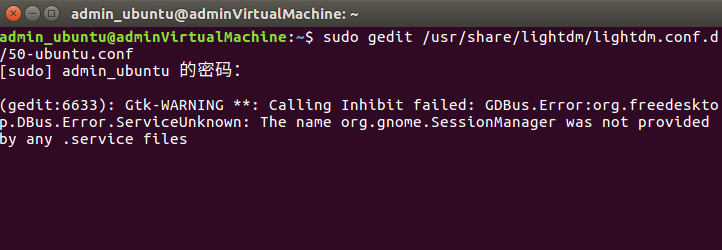 admin_ubuntu@adminVirtualMachine: ~
admin_ubuntu@adminVirtualMachine:~$ sudo gedit /usr/share/lightdm/lightdm.conf.d
/50-ubuntu.conf
[sudo] admin_ubuntu 的密码：

(gedit:6633): Gtk-WARNING **: Calling Inhibit failed: GDBus.Error:org.freedeskto
p.DBus.Error.ServiceUnknown: The name org.gnome.SessionManager was not provided
by any .service files